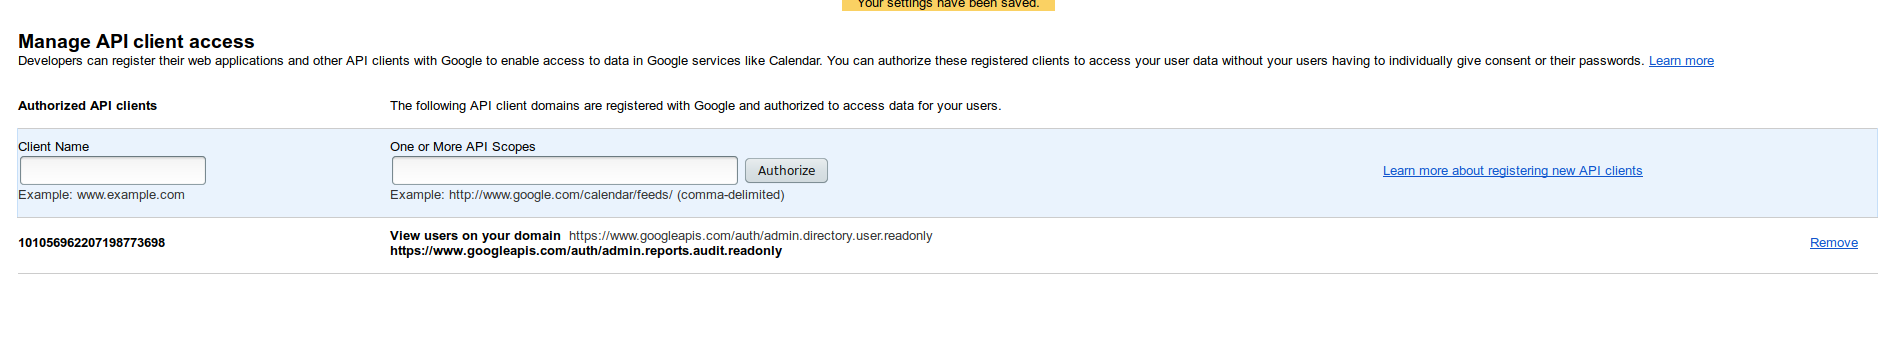 Your settings have been saved.
Manage API client access
Developers can register their web applications and other API clients with Google to enable access to data in Google services like Calendar. You can authorize these registered clients to access your user data without your users having to individually give consent or their passwords. Learn more
Authorized API clients The following API client domains are registered with Google and authorized to access data for your users.
Client Name One or More API Scopes
Authorize Learn more about registering new API clients
Example: www.example.com Example: http://www.google.com/calendar/feeds/ (comma-delimited)
View users on your domain https://www.googleapis.com/auth/admin.directory.user.readonly
101056962207198773698 Remove
https://www.googleapis.com/auth/admin.reports.audit.readonly